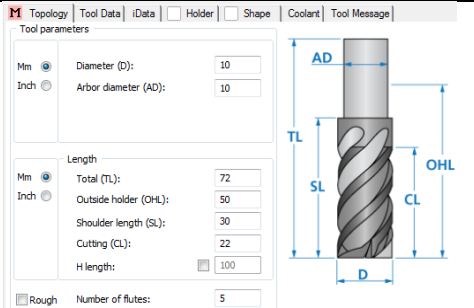 M Topology Tool Data iData Holder Shape Coolant Tool Message
Tool parameters
Mm Diameter (D): 10
Inch Arbor diameter (AD): 10
Length
Mm Total (TL): 72
Inch Outside holder (OHL): 50
Shoulder length (SL): 30
Cutting (CL): 22
H length: 100
Rough Number of flutes: 5
AD
TL
OHL
SL
CL
D